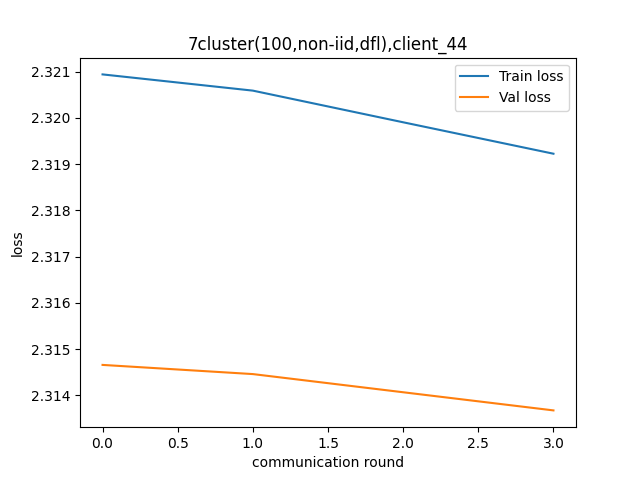 7cluster(100,non-iid,dfl),client_44
Train loss
Val loss
2.321
2.320
2.319
2.318
2.317
2.316
2.315
2.314
loss
0.0 0.5 1.0 1.5 2.0 2.5 3.0
communication round